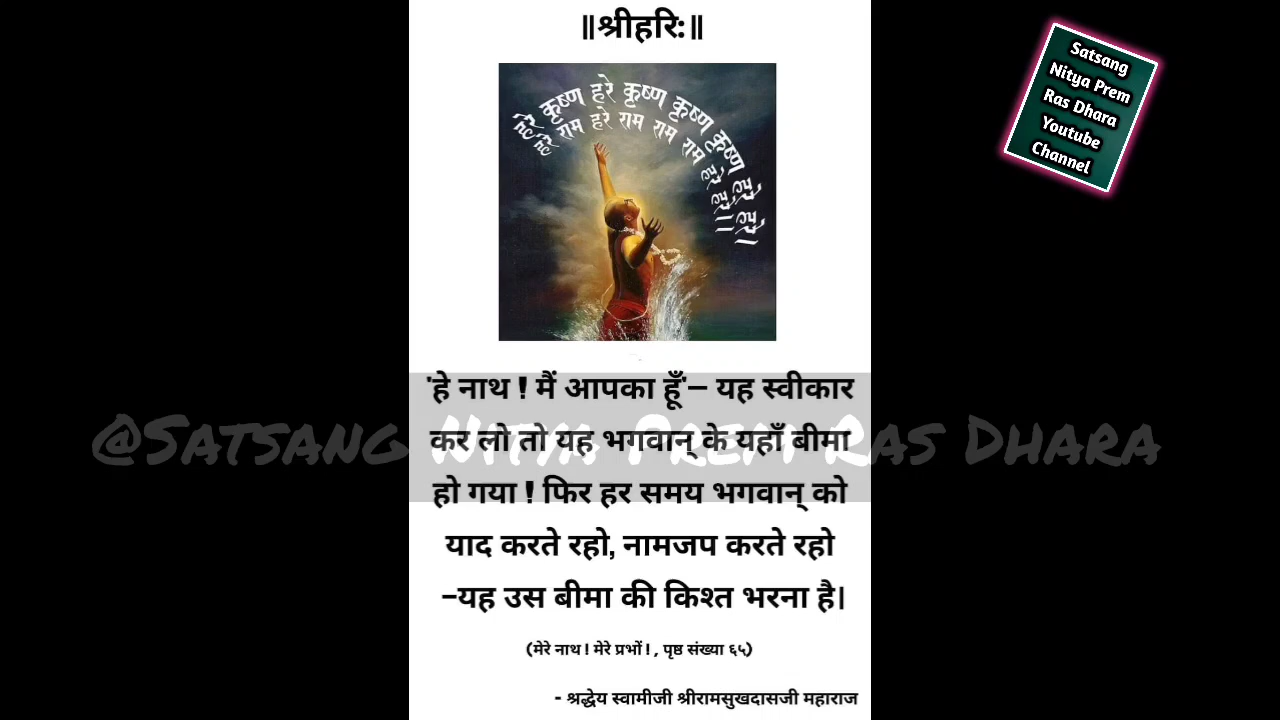 ॥श्रीहरि:॥
हरे कृष्ण हरे कृष्ण कृष्ण कृष्ण हरे हरे।
हरे राम हरे राम राम राम हरे हरे।।
Satsang
Nitya Prem
Ras Dhara
Youtube
Channel
'हे नाथ ! मैं आपका हूँ'– यह स्वीकार
कर लो तो यह भगवान् के यहाँ बीमा
हो गया ! फिर हर समय भगवान् को
याद करते रहो, नामजप करते रहो
–यह उस बीमा की किश्त भरना है।
@Satsang Nitya Prem Ras Dhara
(मेरे नाथ ! मेरे प्रभों ! , पृष्ठ संख्या ६५)
- श्रद्धेय स्वामीजी श्रीरामसुखदासजी महाराज